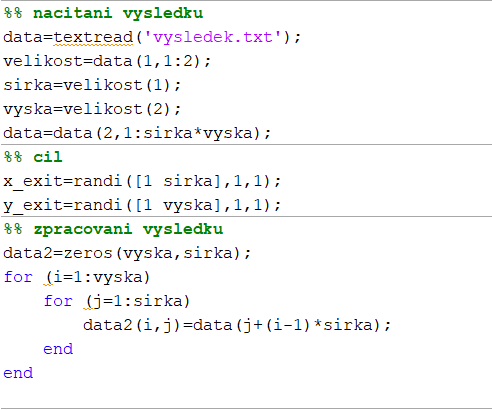 %% nacitani vysledku
data=textread('vysledek.txt');
velikost=data(1,1:2);
sirka=velikost(1);
vyska=velikost(2);
data=data(2,1:sirka*vyska);
%% cil
x_exit=randi([1 sirka],1,1);
y_exit=randi([1 vyska],1,1);
%% zpracovani vysledku
data2=zeros(vyska,sirka);
for (i=1:vyska)
    for (j=1:sirka)
        data2(i,j)=data(j+(i-1)*sirka);
    end
end